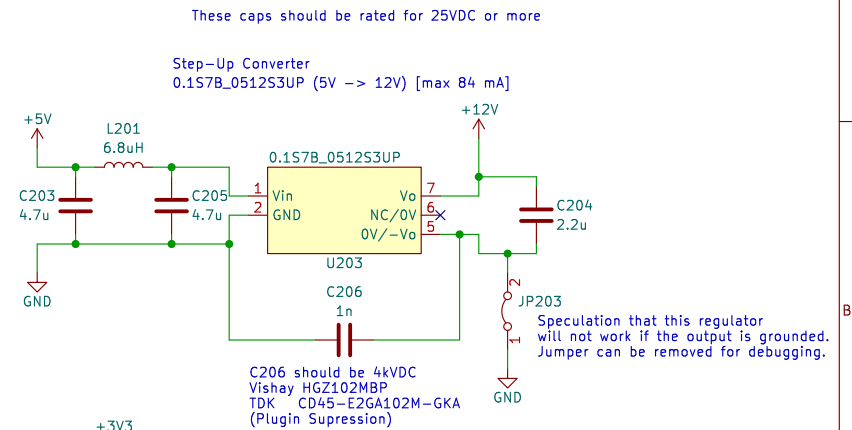 These caps should be rated for 25VDC or more
Step-Up Converter
0.1S7B_0512S3UP (5V -> 12V) [max 84 mA]
+5V
L201
6.8uH
+12V
0.1S7B_0512S3UP
C203
4.7u
C205
4.7u
1
Vin
2
GND
Vo
7
NC/0V
6
0V/-Vo
5
U203
C204
2.2u
GND
C206
1n
2
JP203
1
Speculation that this regulator
will not work if the output is grounded.
Jumper can be removed for debugging.
B
C206 should be 4kVDC
Vishay HGZ102MBP
TDK CD45-E2GA102M-GKA
(Plugin Supression)
GND
+3V3